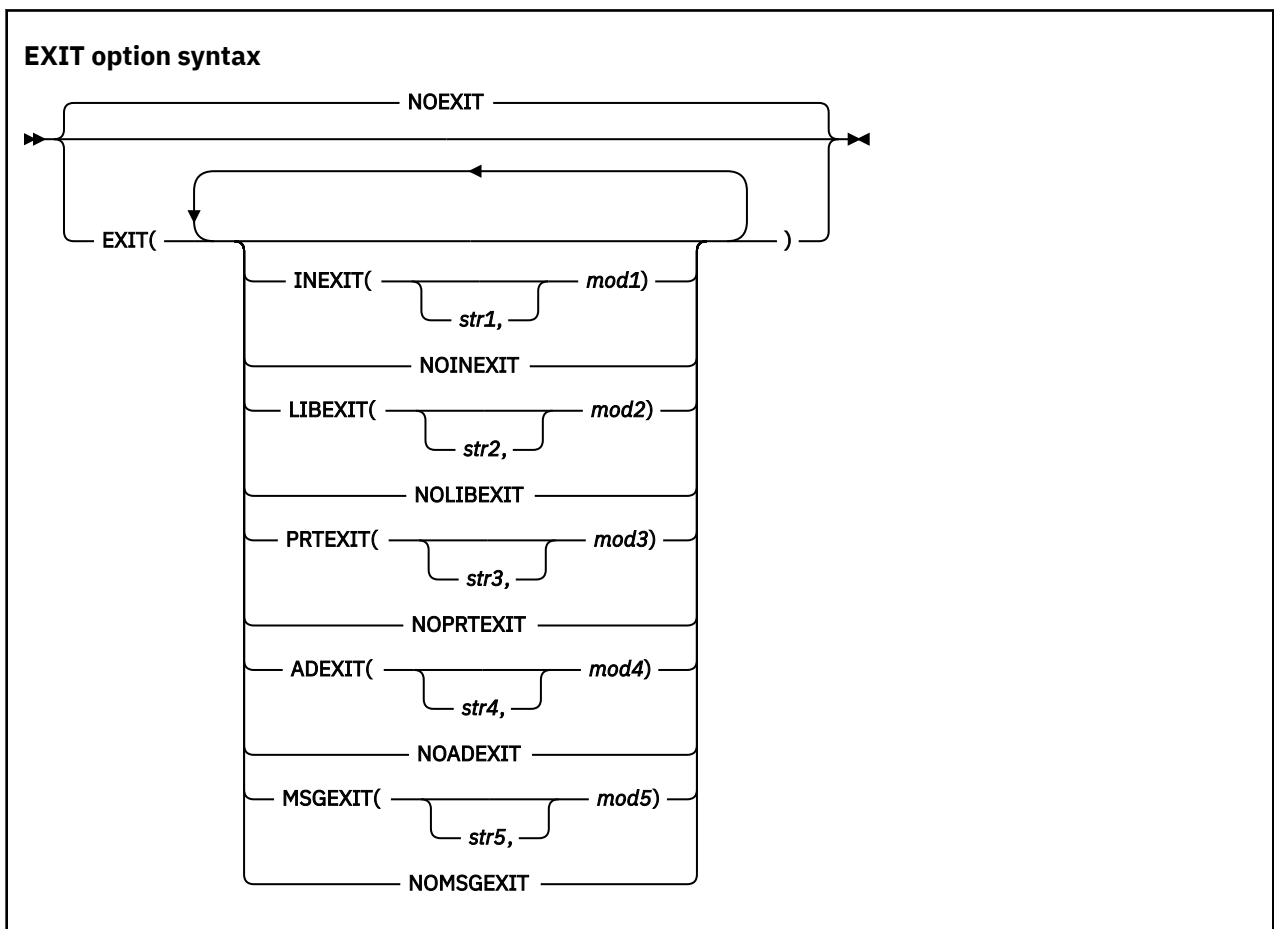 EXIT option syntax
NOEXIT
EXIT( )
INEXIT( mod1)
str1,
NOINEXIT
LIBEXIT( mod2)
str2,
NOLIBEXIT
PRTEXIT( mod3)
str3,
NOPRTEXIT
ADEXIT( mod4)
str4,
NOADEXIT
MSGEXIT( mod5)
str5,
NOMSGEXIT